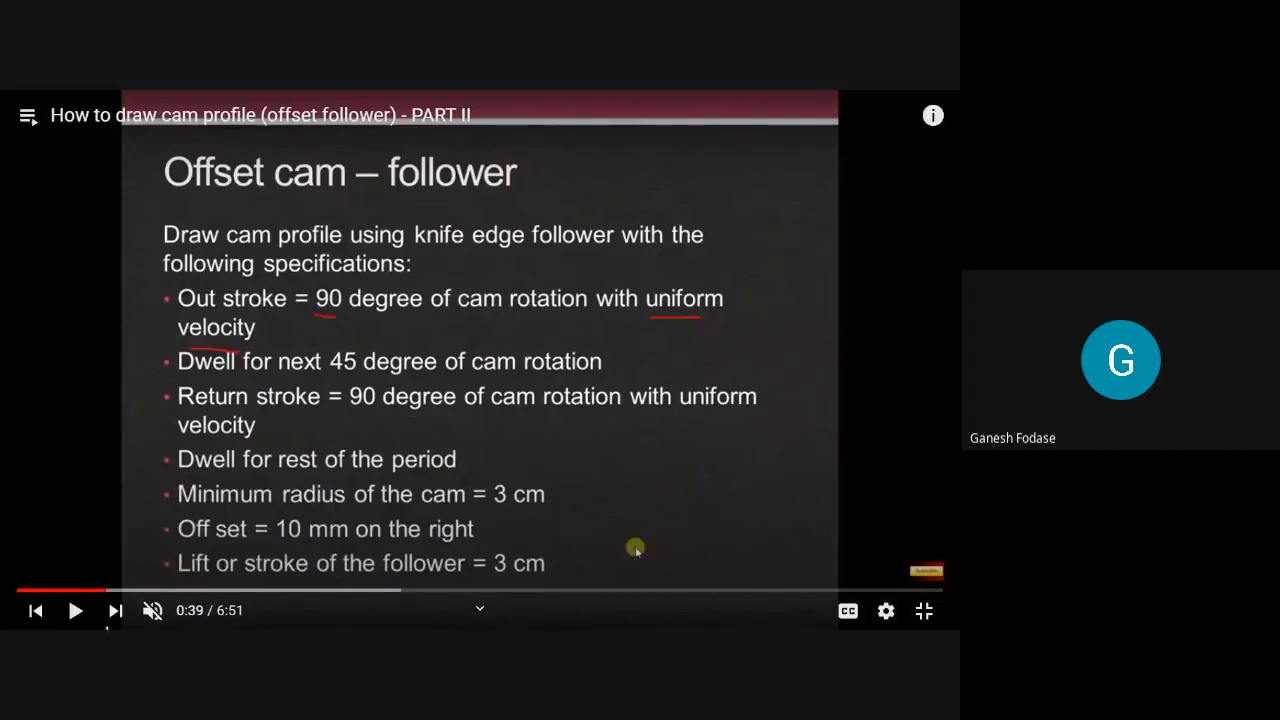 How to draw cam profile (offset follower) - PART II
Offset cam – follower
Draw cam profile using knife edge follower with the
following specifications:
• Out stroke = 90 degree of cam rotation with uniform
velocity
• Dwell for next 45 degree of cam rotation
• Return stroke = 90 degree of cam rotation with uniform
velocity
• Dwell for rest of the period
• Minimum radius of the cam = 3 cm
• Off set = 10 mm on the right
• Lift or stroke of the follower = 3 cm
0:39 / 6:51
CC
G
Ganesh Fodase